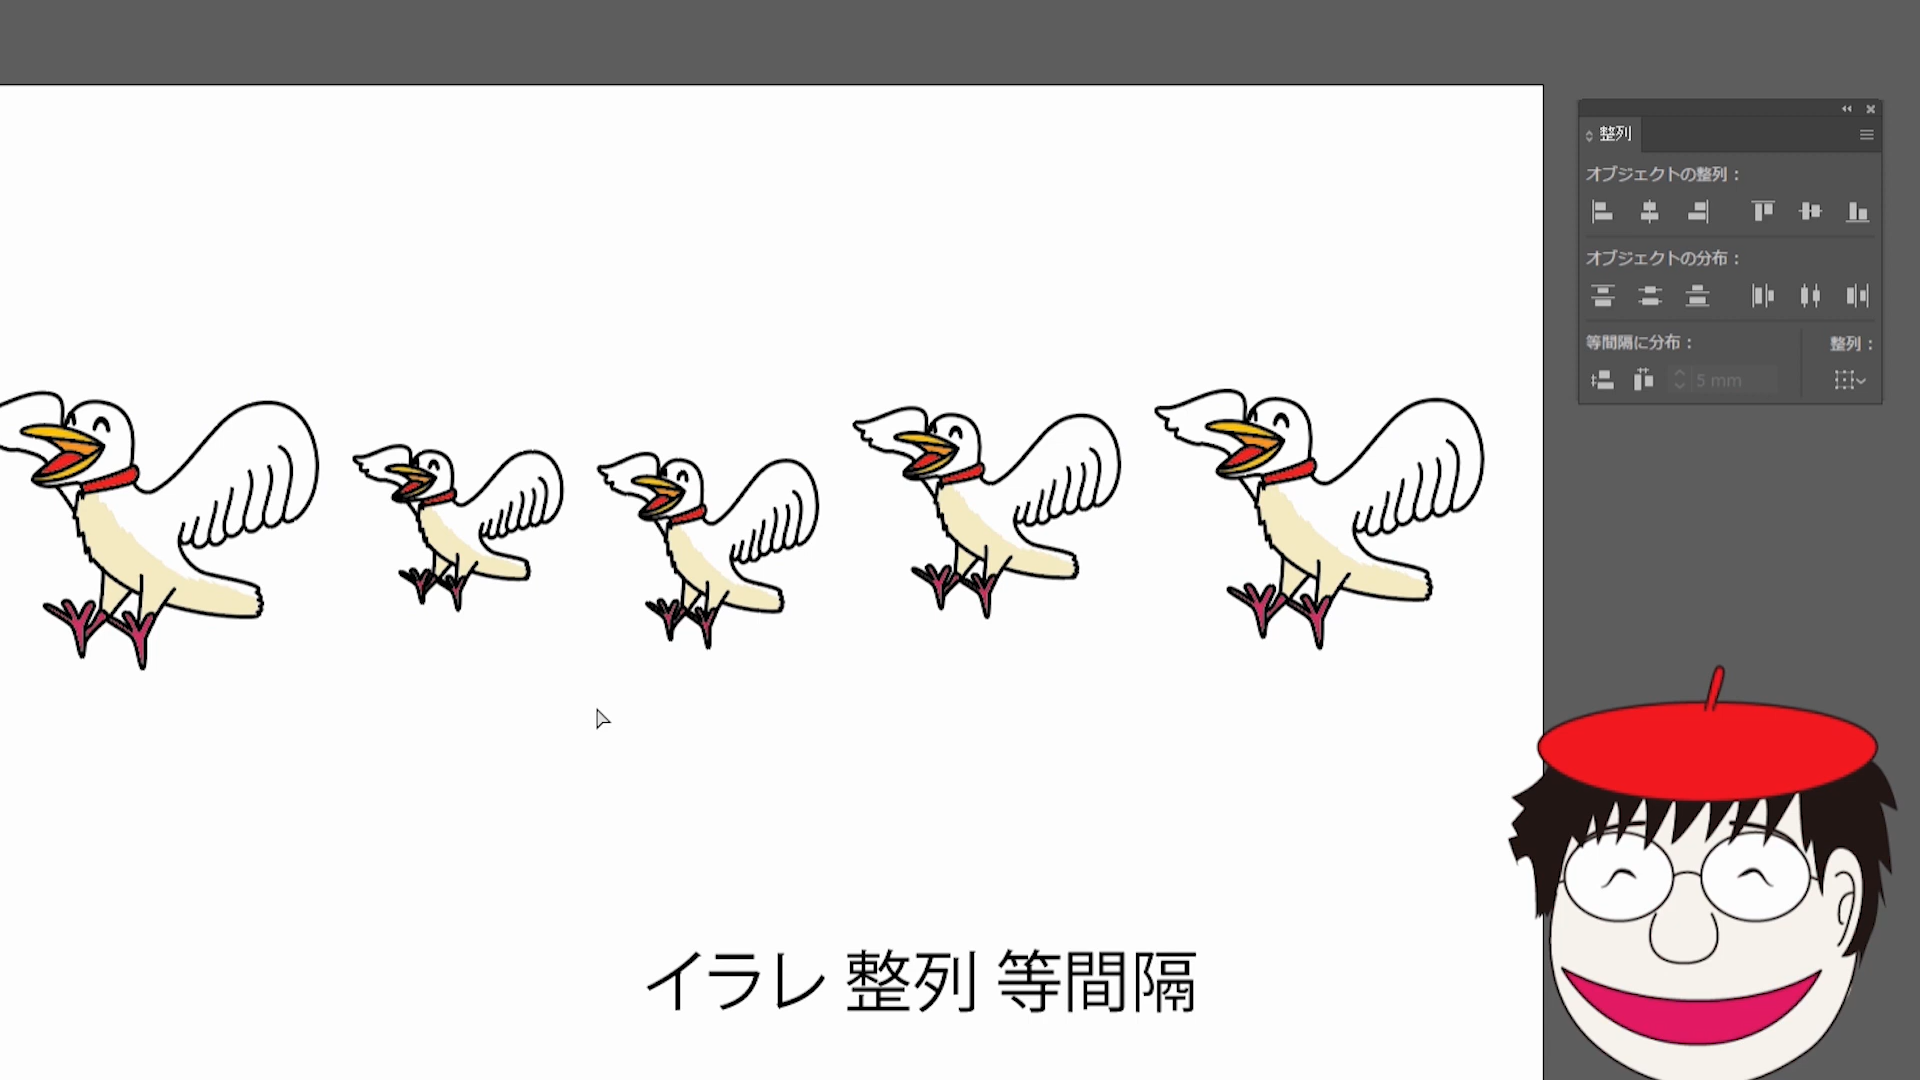 整列
オブジェクトの整列：
オブジェクトの分布：
等間隔に分布： 整列：
5 mm
イラレ 整列 等間隔